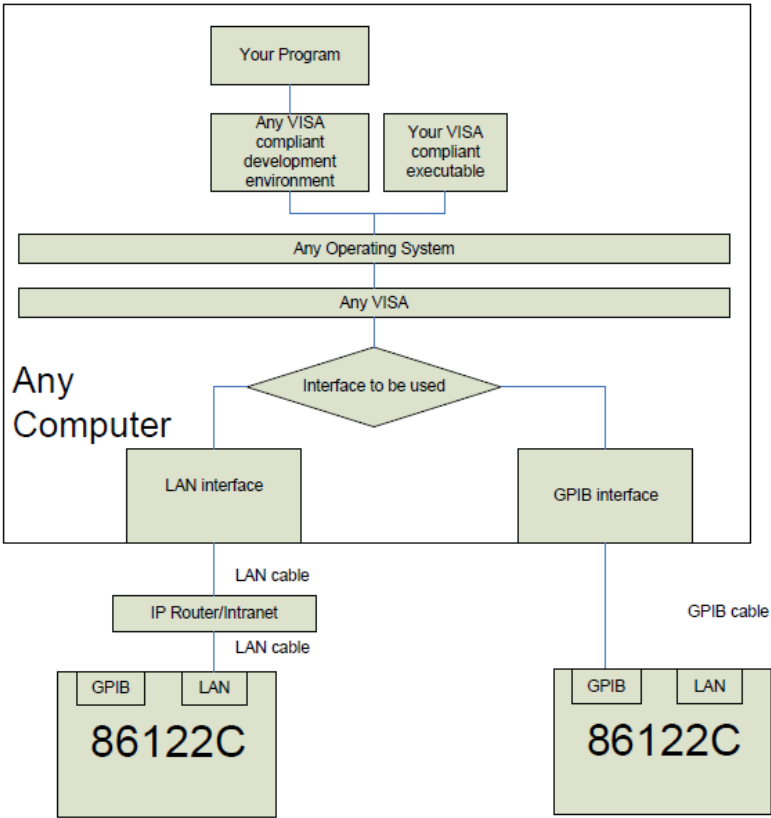 Your Program
Any VISA
compliant
development
environment
Your VISA
compliant
executable
Any Operating System
Any VISA
Interface to be used
Any
Computer
LAN interface
GPIB interface
LAN cable
IP Router/Intranet
GPIB cable
LAN cable
GPIB
LAN
86122C
GPIB
LAN
86122C